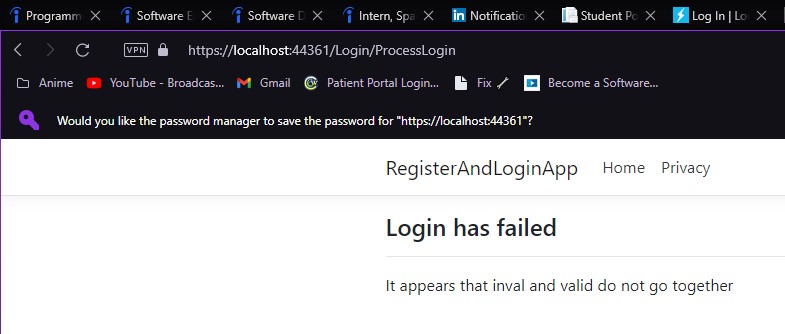 Programm Software E Software D Intern, Spa Notificatio Student Po Log In | Lo
VPN https://localhost:44361/Login/ProcessLogin
Anime YouTube - Broadcas... Gmail Patient Portal Login... Fix Become a Software...
Would you like the password manager to save the password for "https://localhost:44361"?
RegisterAndLoginApp Home Privacy
Login has failed
It appears that inval and valid do not go together